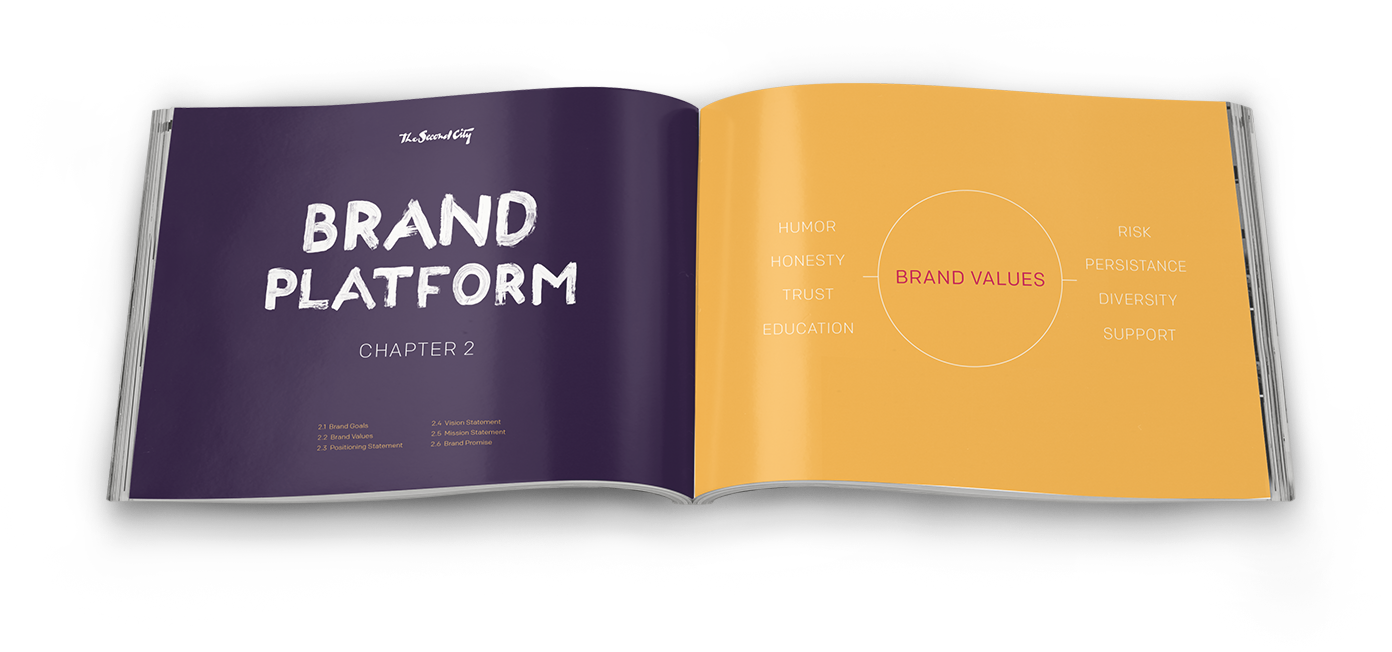 The Second City
BRAND
PLATFORM
CHAPTER 2
2.1 Brand Goals
2.2 Brand Values
2.3 Positioning Statement
2.4 Vision Statement
2.5 Mission Statement
2.6 Brand Promise
HUMOR
HONESTY
TRUST
EDUCATION
BRAND VALUES
RISK
PERSISTANCE
DIVERSITY
SUPPORT